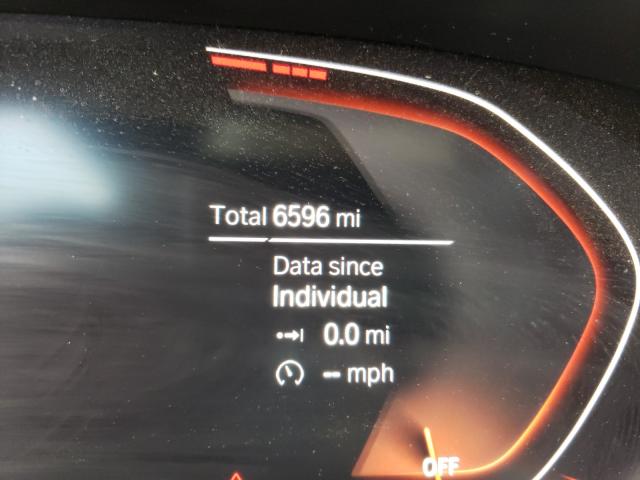 Total 6596 mi
Data since
Individual
0.0 mi
-- mph
OFF